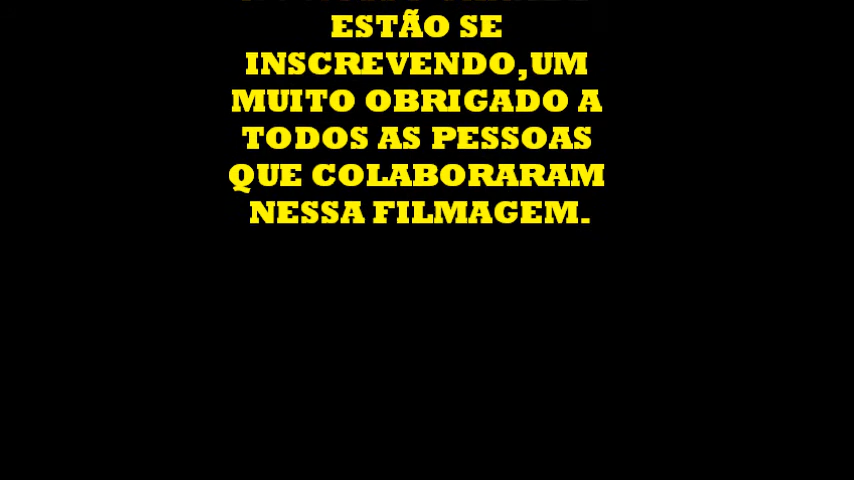 ESTÃO SE
INSCREVENDO,UM
MUITO OBRIGADO A
TODOS AS PESSOAS
QUE COLABORARAM
NESSA FILMAGEM.